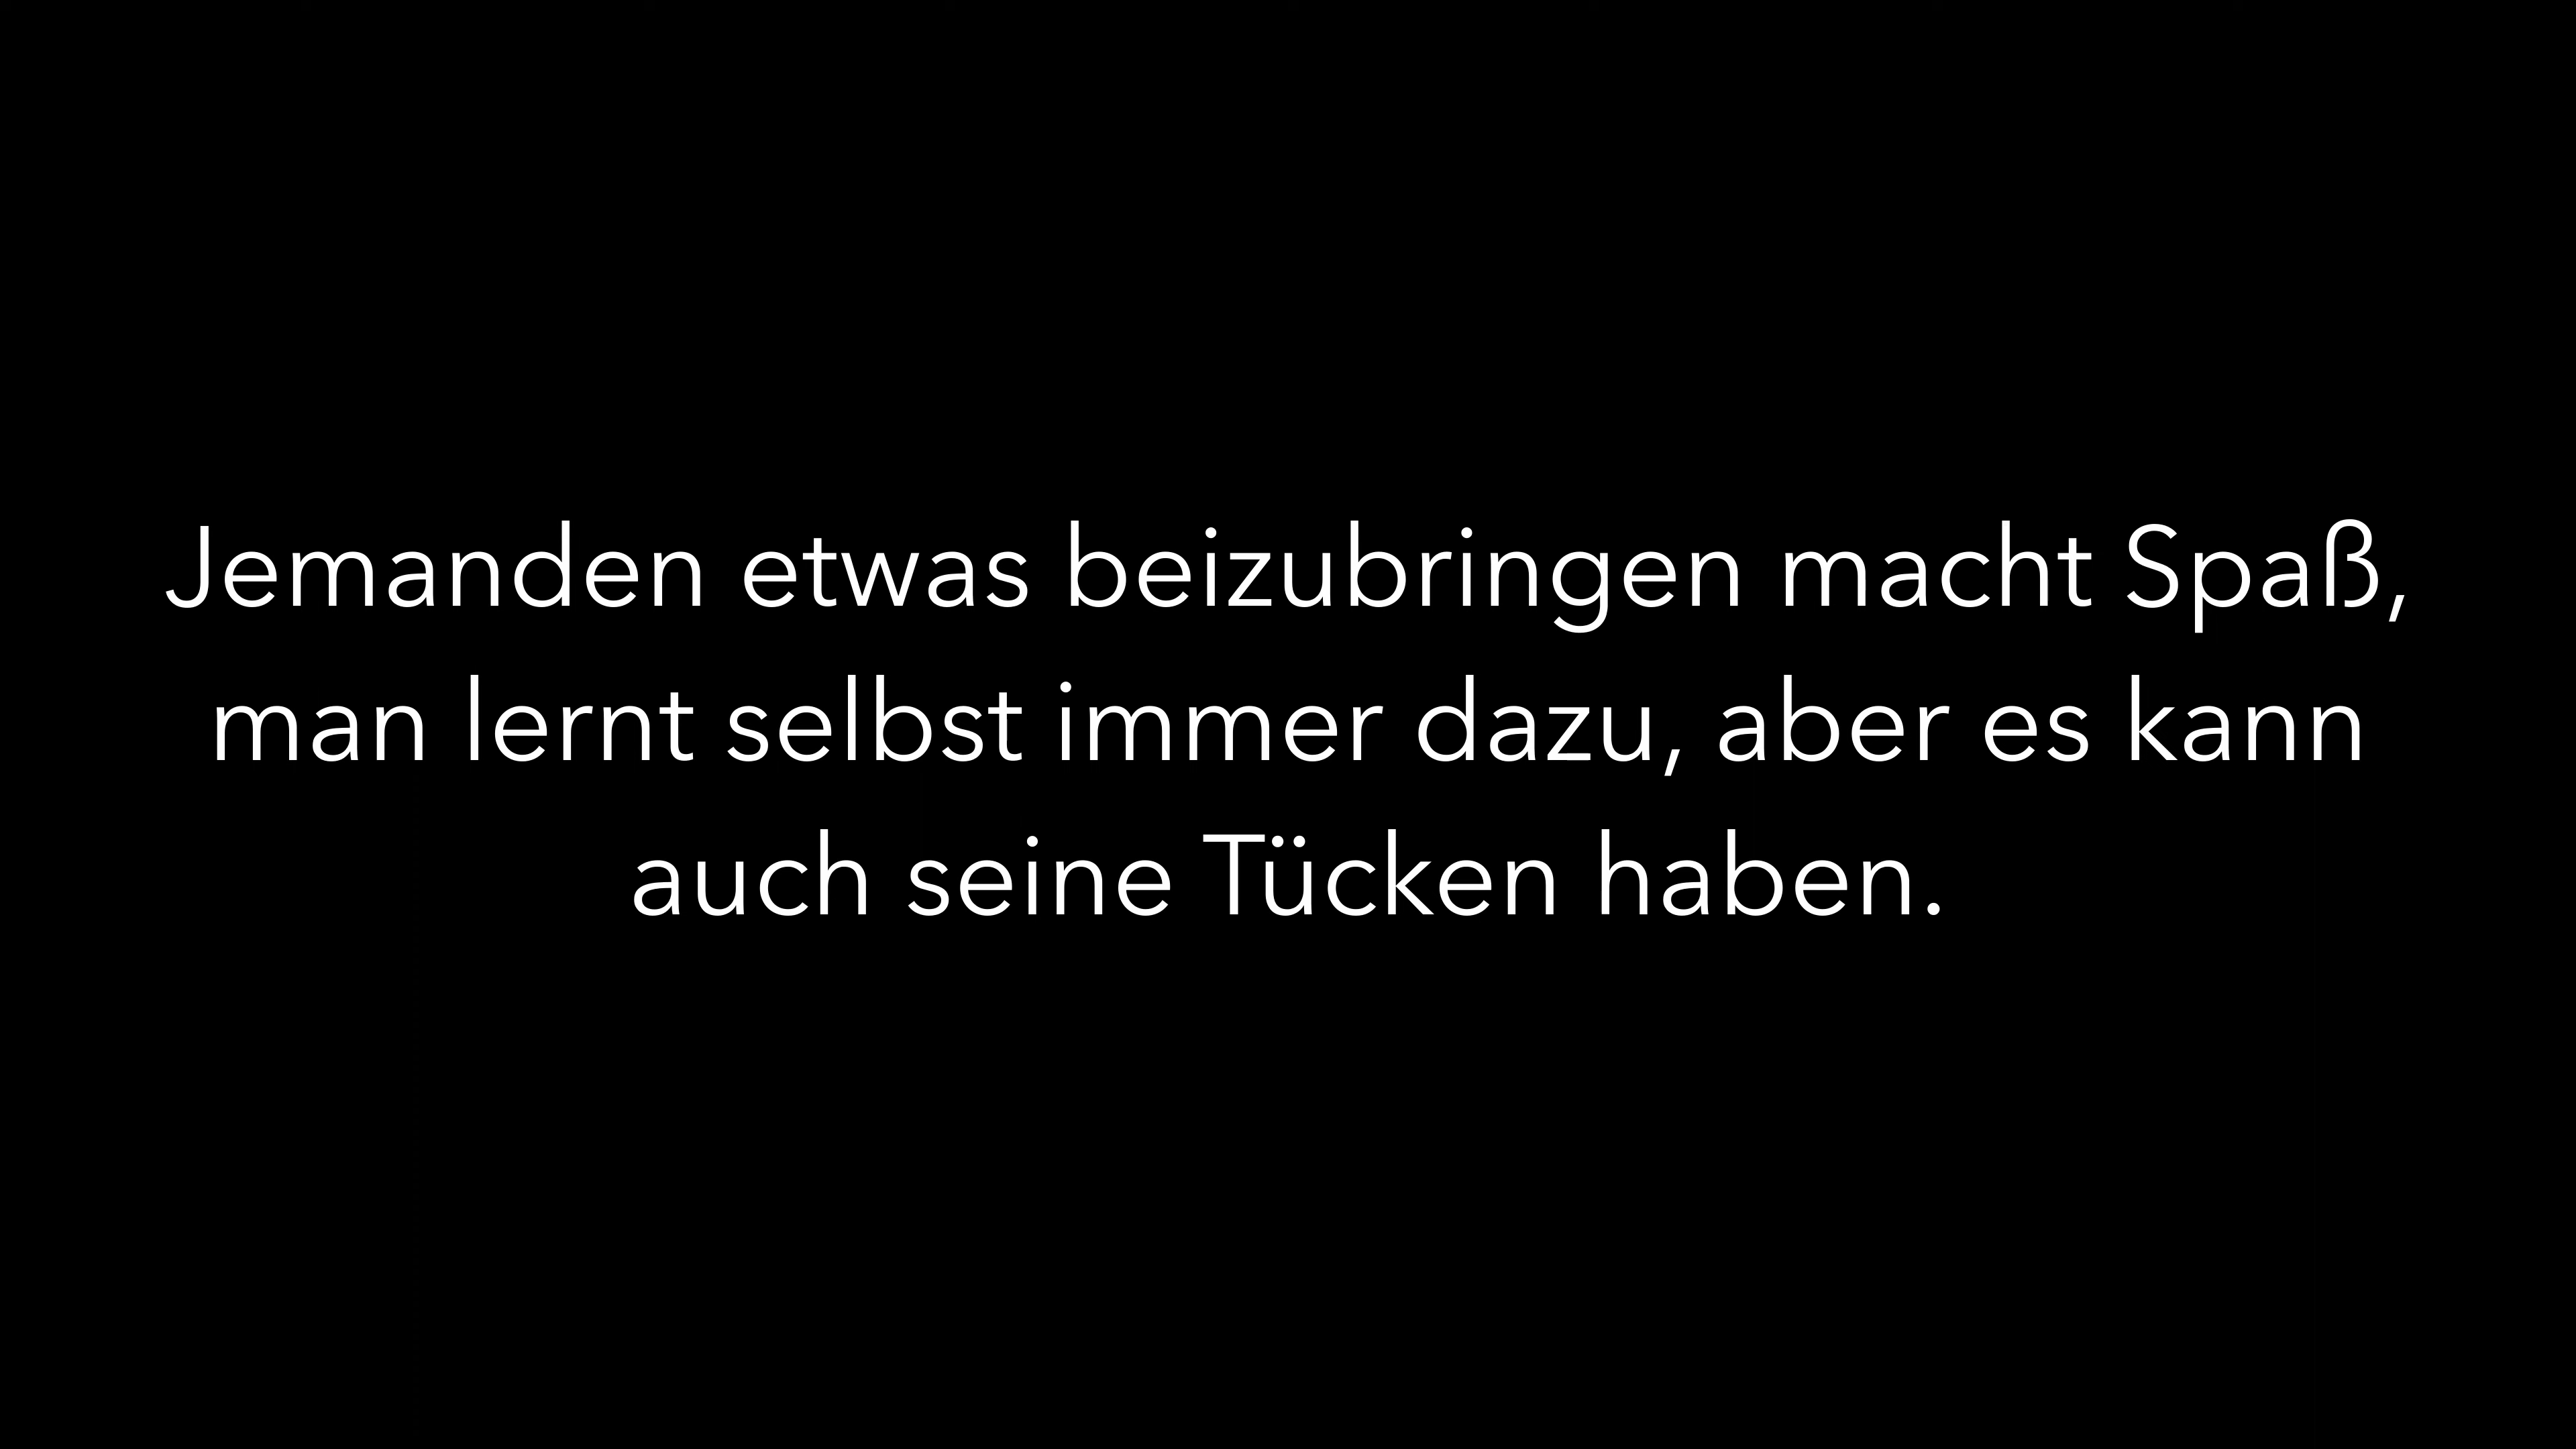 Jemanden etwas beizubringen macht Spaß,
man lernt selbst immer dazu, aber es kann
auch seine Tücken haben.